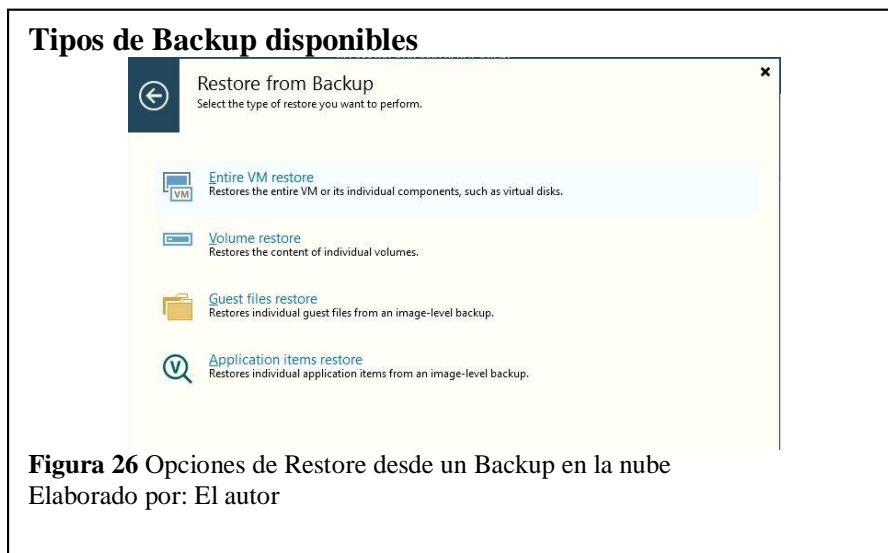 Tipos de Backup disponibles
Restore from Backup
Select the type of restore you want to perform.
Entire VM restore
Restores the entire VM or its individual components, such as virtual disks.
VM
Volume restore
Restores the content of individual volumes.
Guest files restore
Restores individual guest files from an image-level backup.
Application items restore
Restores individual application items from an image-level backup.
V
Figura 26 Opciones de Restore desde un Backup en la nube
Elaborado por: El autor